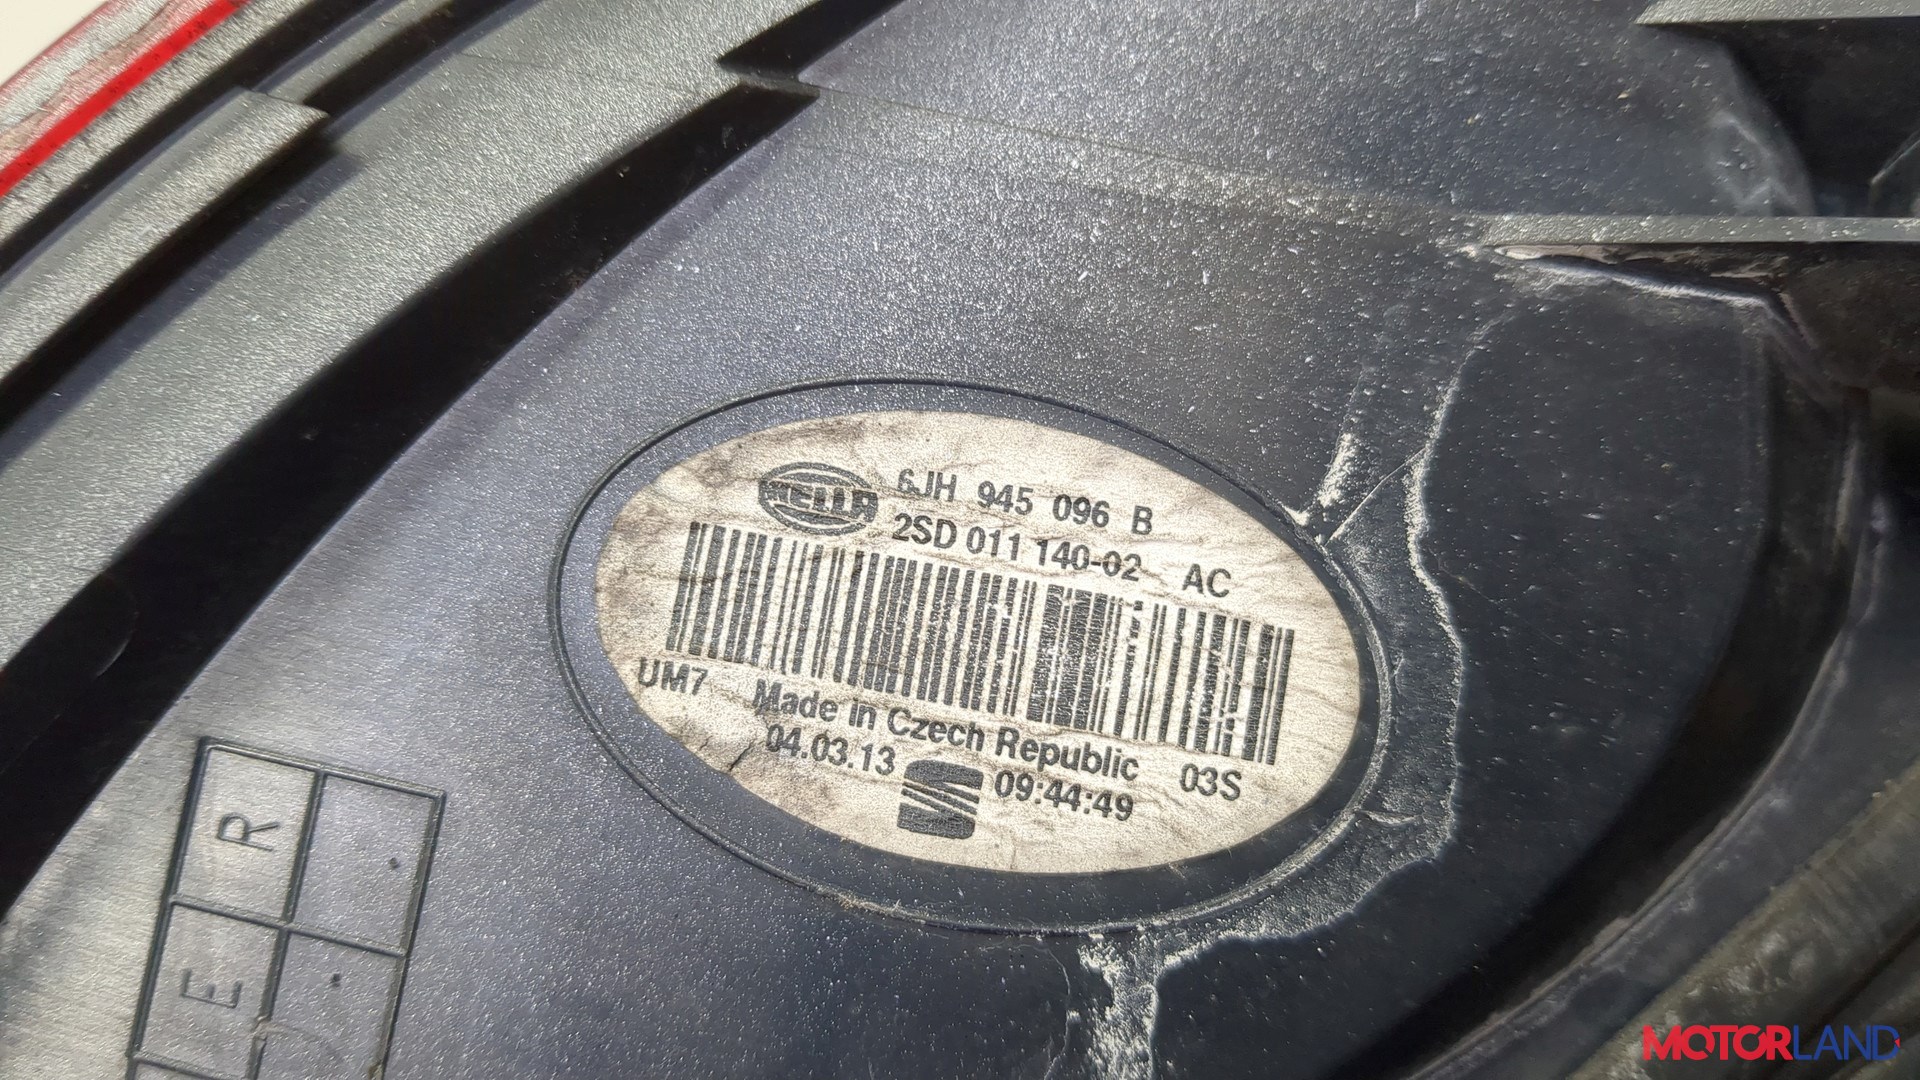 HELLA
6JH 945 096 B
2SD 011 140-02 AC
UM7
Made in Czech Republic 03S
04.03.13 09:44:49
R
E
MOTORLAND